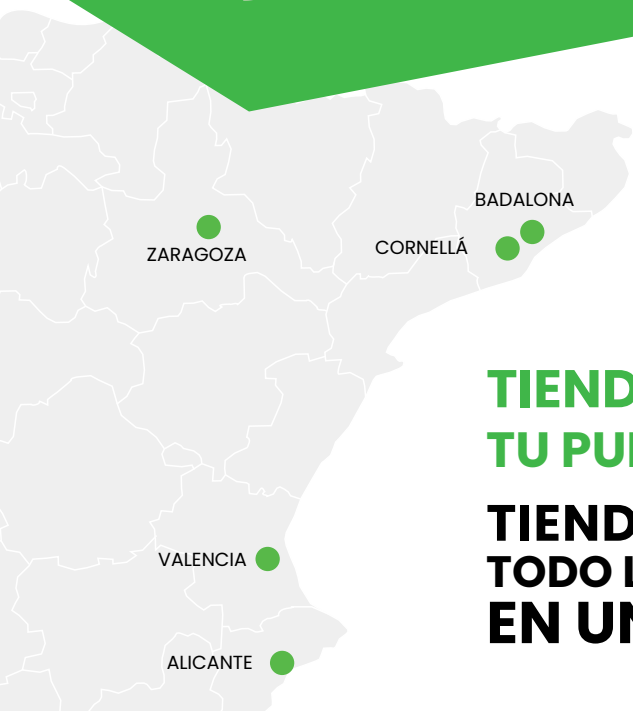 BADALONA
CORNELLÁ
ZARAGOZA
TIEND
TU PU
TIEND
TODO L
EN UN
VALENCIA
ALICANTE